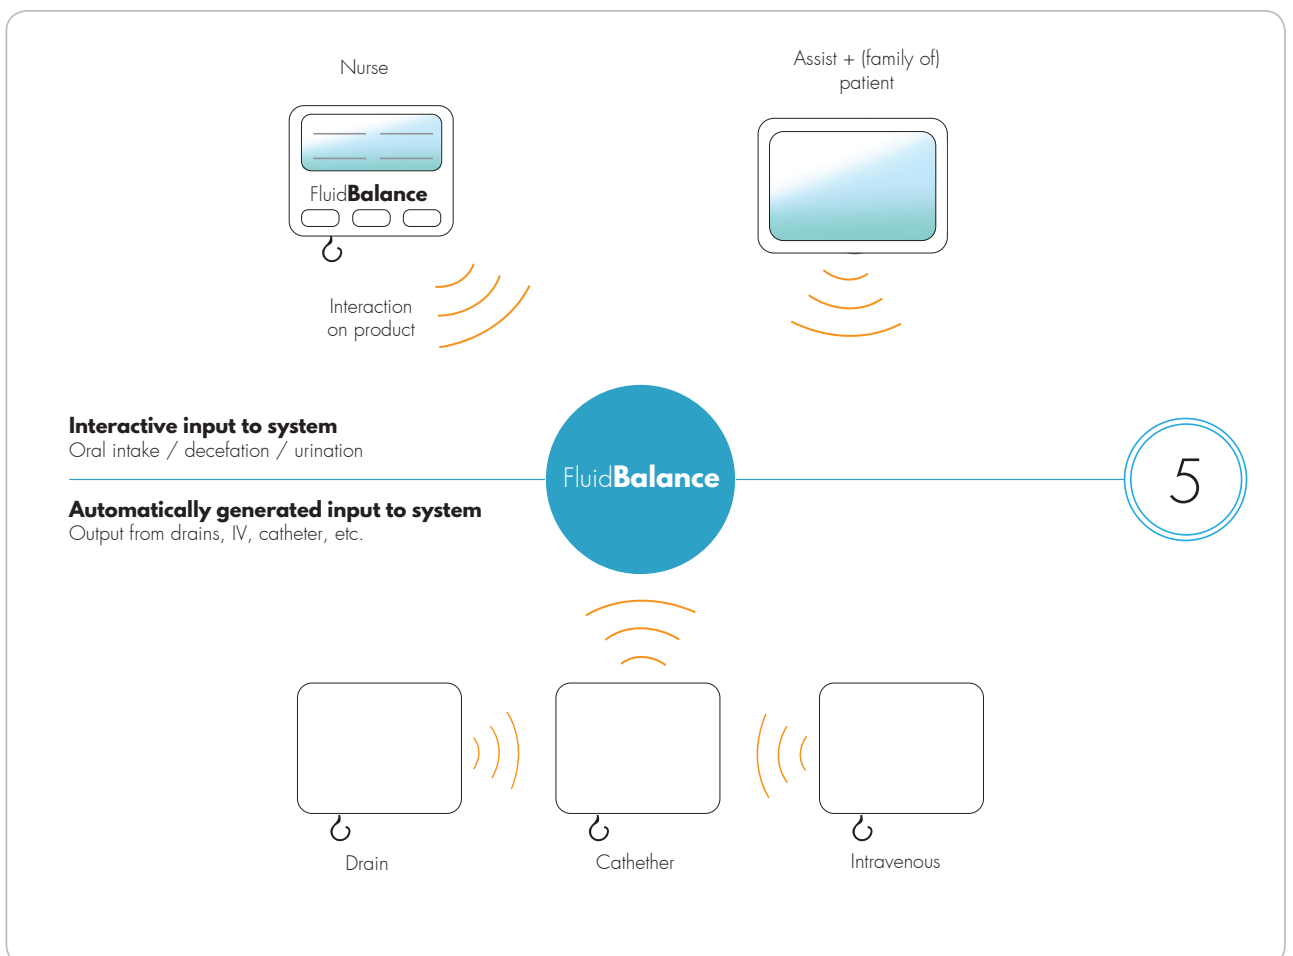 Nurse
Assist + (family of)
patient
FluidBalance
Interaction
on product
Interactive input to system
Oral intake / decefation / urination
FluidBalance
5
Automatically generated input to system
Output from drains, IV, catheter, etc.
Drain
Cathether
Intravenous